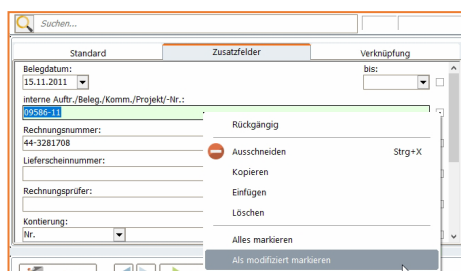 Suchen...
Standard Zusatzfelder Verknüpfung
Belegdatum: bis:
15.11.2011
interne Auftr./Beleg./Komm./Projekt/-Nr.:
09586-11
Rechnungsnummer:
44-3281708
Lieferscheinnummer:
Rechnungsprüfer:
Kontierung:
Nr.
Rückgängig
Ausschneiden Strg+X
Kopieren
Einfügen
Löschen
Alles markieren
Als modifiziert markieren